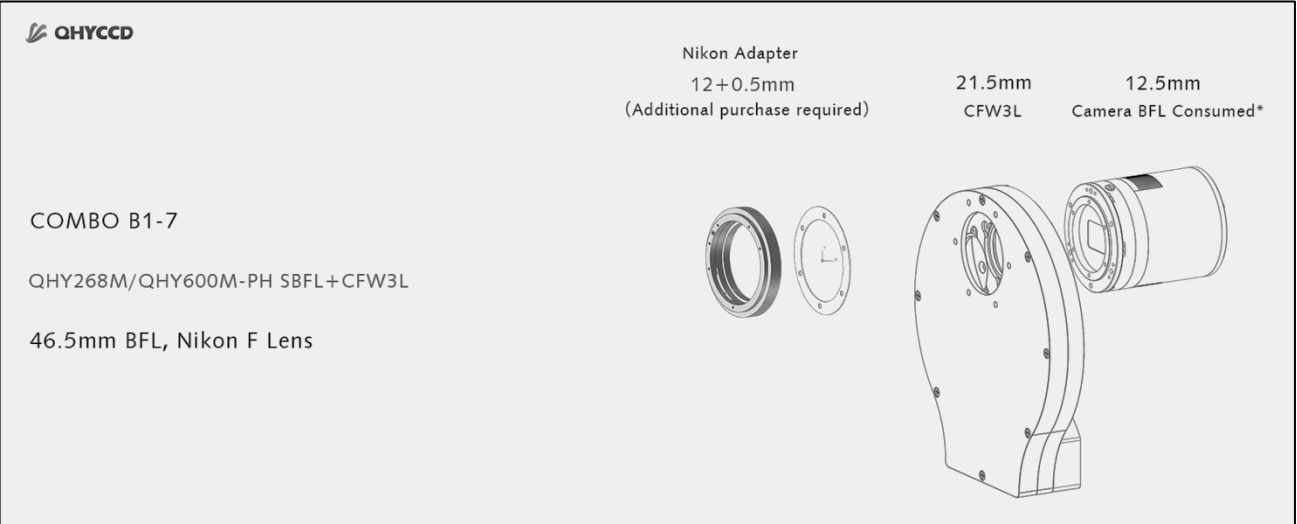 QHYCCD
Nikon Adapter
12+0.5mm
(Additional purchase required)
21.5mm
CFW3L
12.5mm
Camera BFL Consumed*
COMBO B1-7
QHY268M/QHY600M-PH SBFL+CFW3L
46.5mm BFL, Nikon F Lens